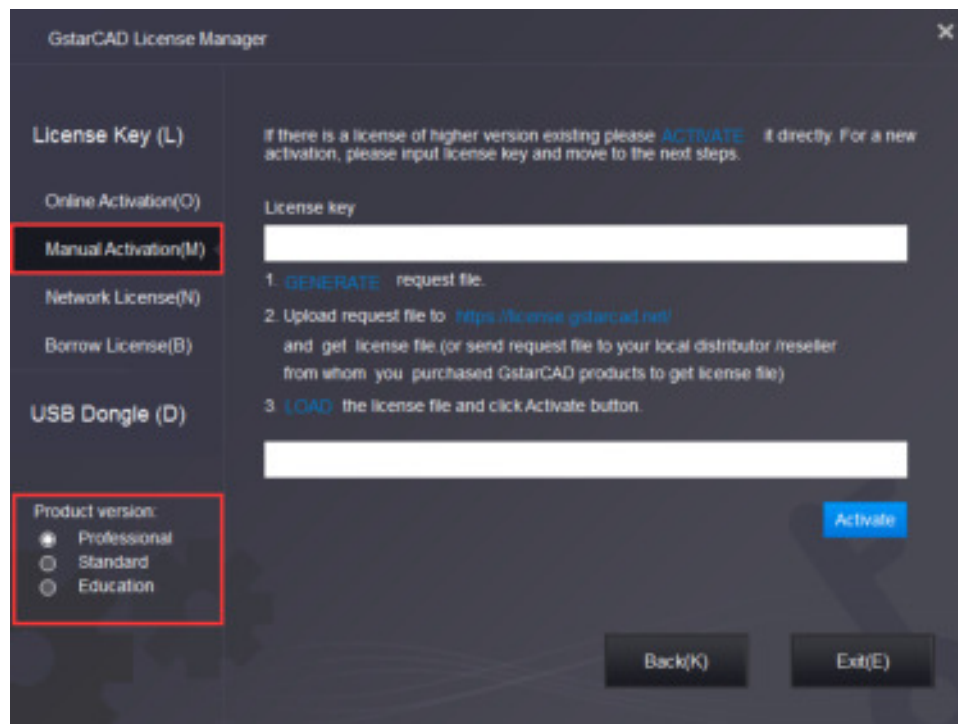 GstarCAD License Manager
License Key (L)
Online Activation(O)
Manual Activation(M)
Network License(N)
Borrow License(B)
USB Dongle (D)
Product version:
Professional
Standard
Education
If there is a license of higher version existing please ACTIVATE it directly. For a new
activation, please input license key and move to the next steps.
License key
1. GENERATE request file.
2. Upload request file to https://license.gstarcad.net/
and get license file.(or send request file to your local distributor /reseller
from whom you purchased GstarCAD products to get license file)
3. LOAD the license file and click Activate button.
Activate
Back(K)
Exit(E)